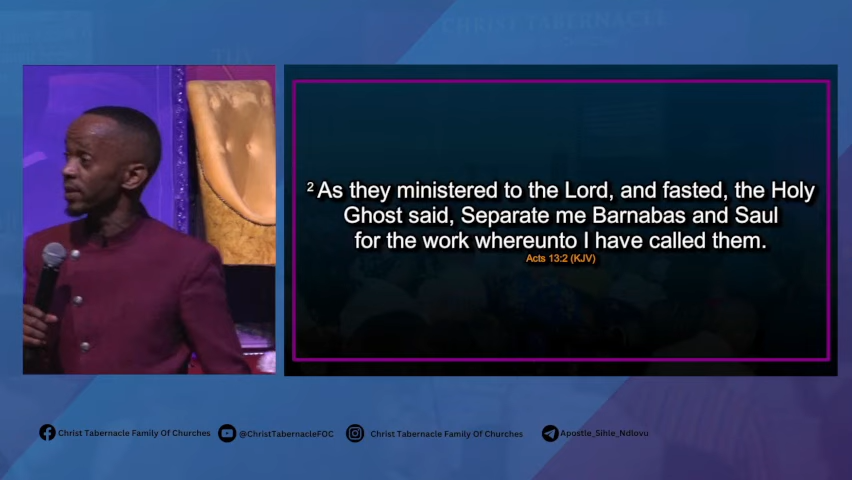 CHRIST TABERNACLE
² As they ministered to the Lord, and fasted, the Holy
Ghost said, Separate me Barnabas and Saul
for the work whereunto I have called them.
Acts 13:2 (KJV)
Christ Tabernacle Family Of Churches
@ChristTabernacleFOC
Christ Tabernacle Family Of Churches
Apostle_Sihle_Ndlovu